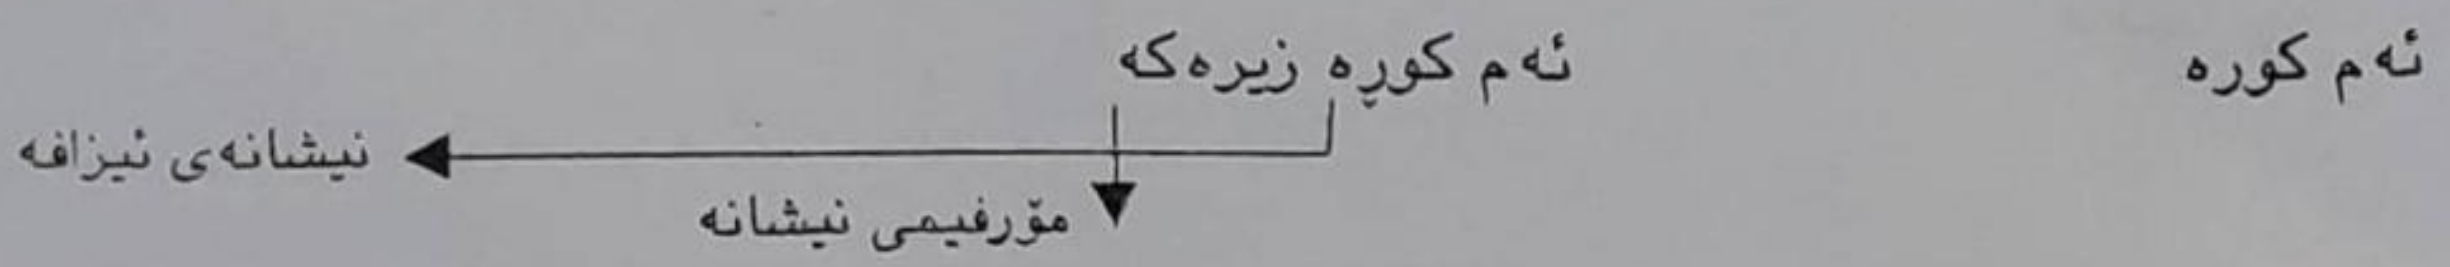 ئەم کورە
ئەم کوڕە زیرەکە
نیشانەی ئیزافە
مۆرفیمی نیشانە